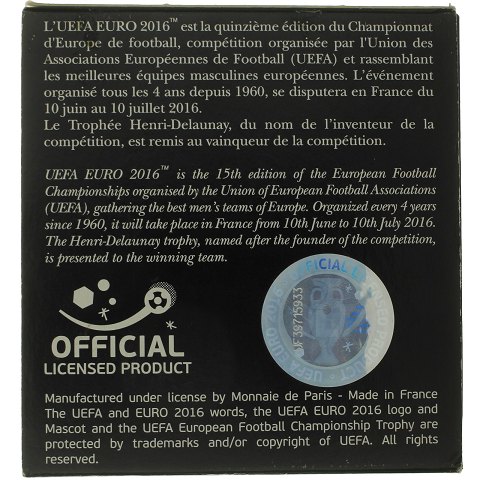 L'UEFA EURO 2016™ est la quinzième édition du Championnat
d'Europe de football, compétition organisée par l'Union des
Associations Européennes de Football (UEFA) et rassemblant
les meilleures équipes masculines européennes. L'événement
organisé tous les 4 ans depuis 1960, se disputera en France du
10 juin au 10 juillet 2016.
Le Trophée Henri-Delaunay, du nom de l'inventeur de la
compétition, est remis au vainqueur de la compétition.
UEFA EURO 2016™ is the 15th edition of the European Football
Championships organised by the Union of European Football Associations
(UEFA), gathering the best men's teams of Europe. Organized every 4 years
since 1960, it will take place in France from 10th June to 10th July 2016.
The Henri-Delaunay trophy, named after the founder of the competition,
is presented to the winning team.
OFFICIAL
LICENSED PRODUCT
OFFICIAL LICENSED PRODUCT • UEFA EURO 2016
UF39715933
Manufactured under license by Monnaie de Paris - Made in France
The UEFA and EURO 2016 words, the UEFA EURO 2016 logo and
Mascot and the UEFA European Football Championship Trophy are
protected by trademarks and/or copyright of UEFA. All rights
reserved.